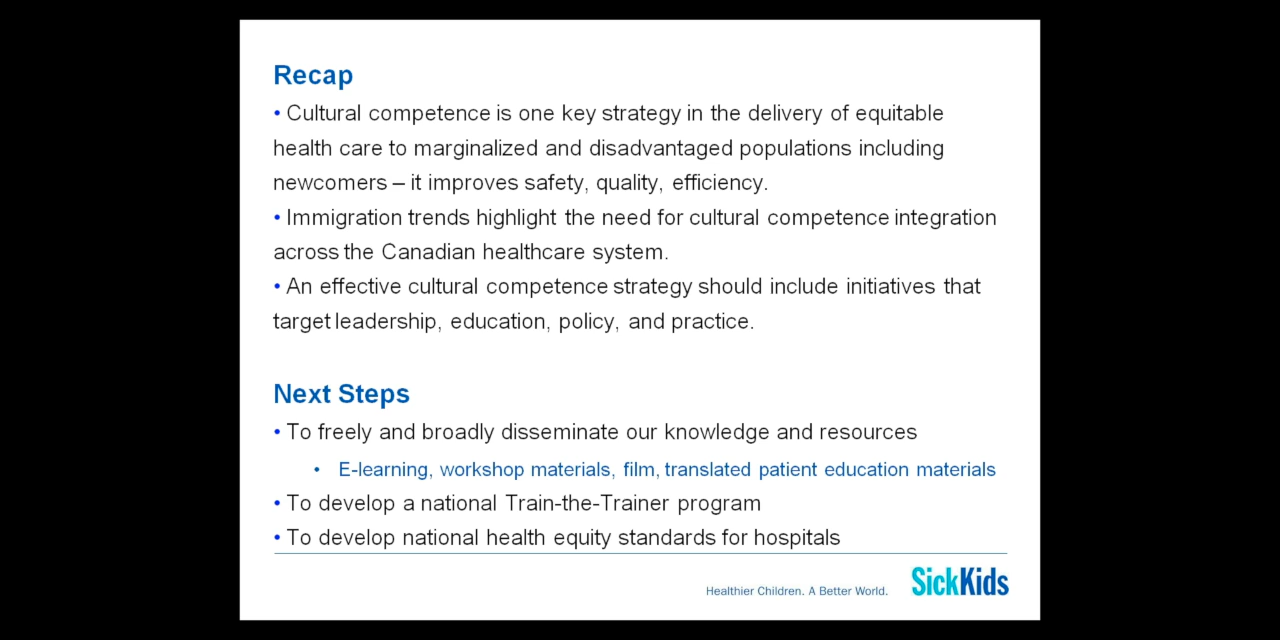 Recap
• Cultural competence is one key strategy in the delivery of equitable
health care to marginalized and disadvantaged populations including
newcomers – it improves safety, quality, efficiency.
• Immigration trends highlight the need for cultural competence integration
across the Canadian healthcare system.
• An effective cultural competence strategy should include initiatives that
target leadership, education, policy, and practice.
Next Steps
• To freely and broadly disseminate our knowledge and resources
• E-learning, workshop materials, film, translated patient education materials
• To develop a national Train-the-Trainer program
• To develop national health equity standards for hospitals
Healthier Children. A Better World. SickKids